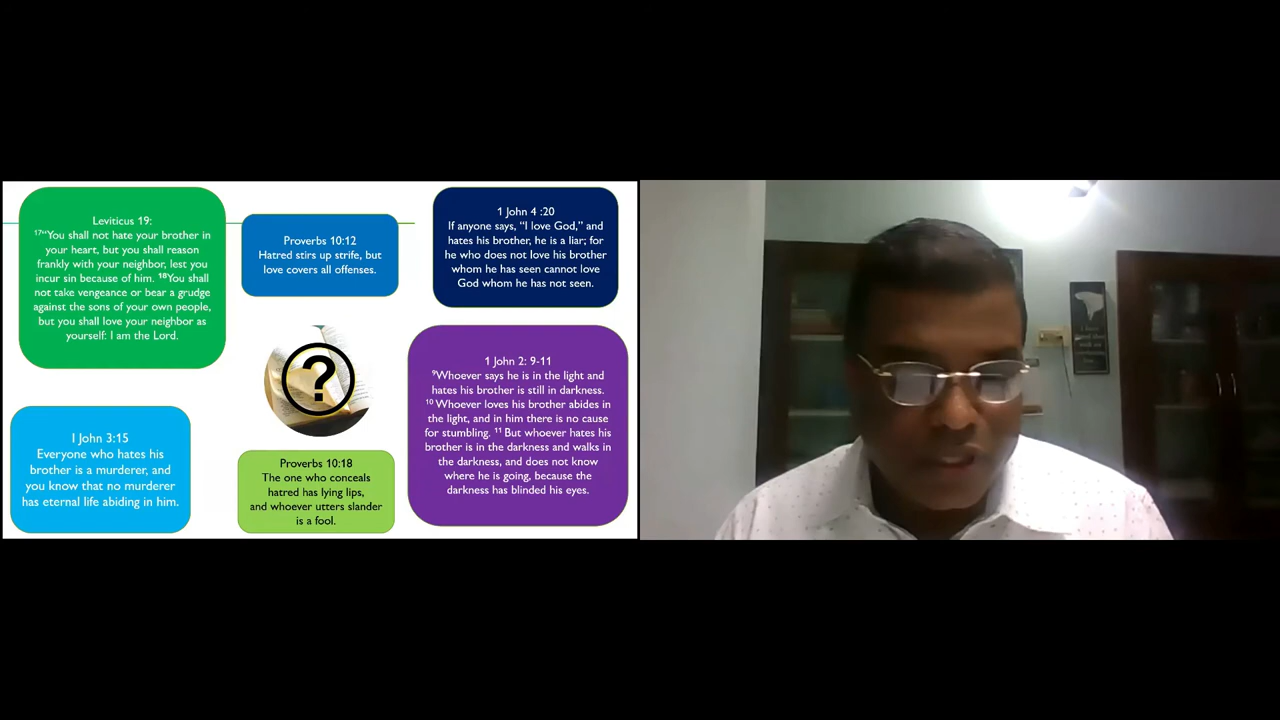 Leviticus 19:
17“You shall not hate your brother in
your heart, but you shall reason
frankly with your neighbor, lest you
incur sin because of him. 18You shall
not take vengeance or bear a grudge
against the sons of your own people,
but you shall love your neighbor as
yourself: I am the Lord.
Proverbs 10:12
Hatred stirs up strife, but
love covers all offenses.
1 John 4 :20
If anyone says, “I love God,” and
hates his brother, he is a liar; for
he who does not love his brother
whom he has seen cannot love
God whom he has not seen.
?
1 John 2: 9-11
9Whoever says he is in the light and
hates his brother is still in darkness.
10 Whoever loves his brother abides in
the light, and in him there is no cause
for stumbling. 11 But whoever hates his
brother is in the darkness and walks in
the darkness, and does not know
where he is going, because the
darkness has blinded his eyes.
1 John 3:15
Everyone who hates his
brother is a murderer, and
you know that no murderer
has eternal life abiding in him.
Proverbs 10:18
The one who conceals
hatred has lying lips,
and whoever utters slander
is a fool.